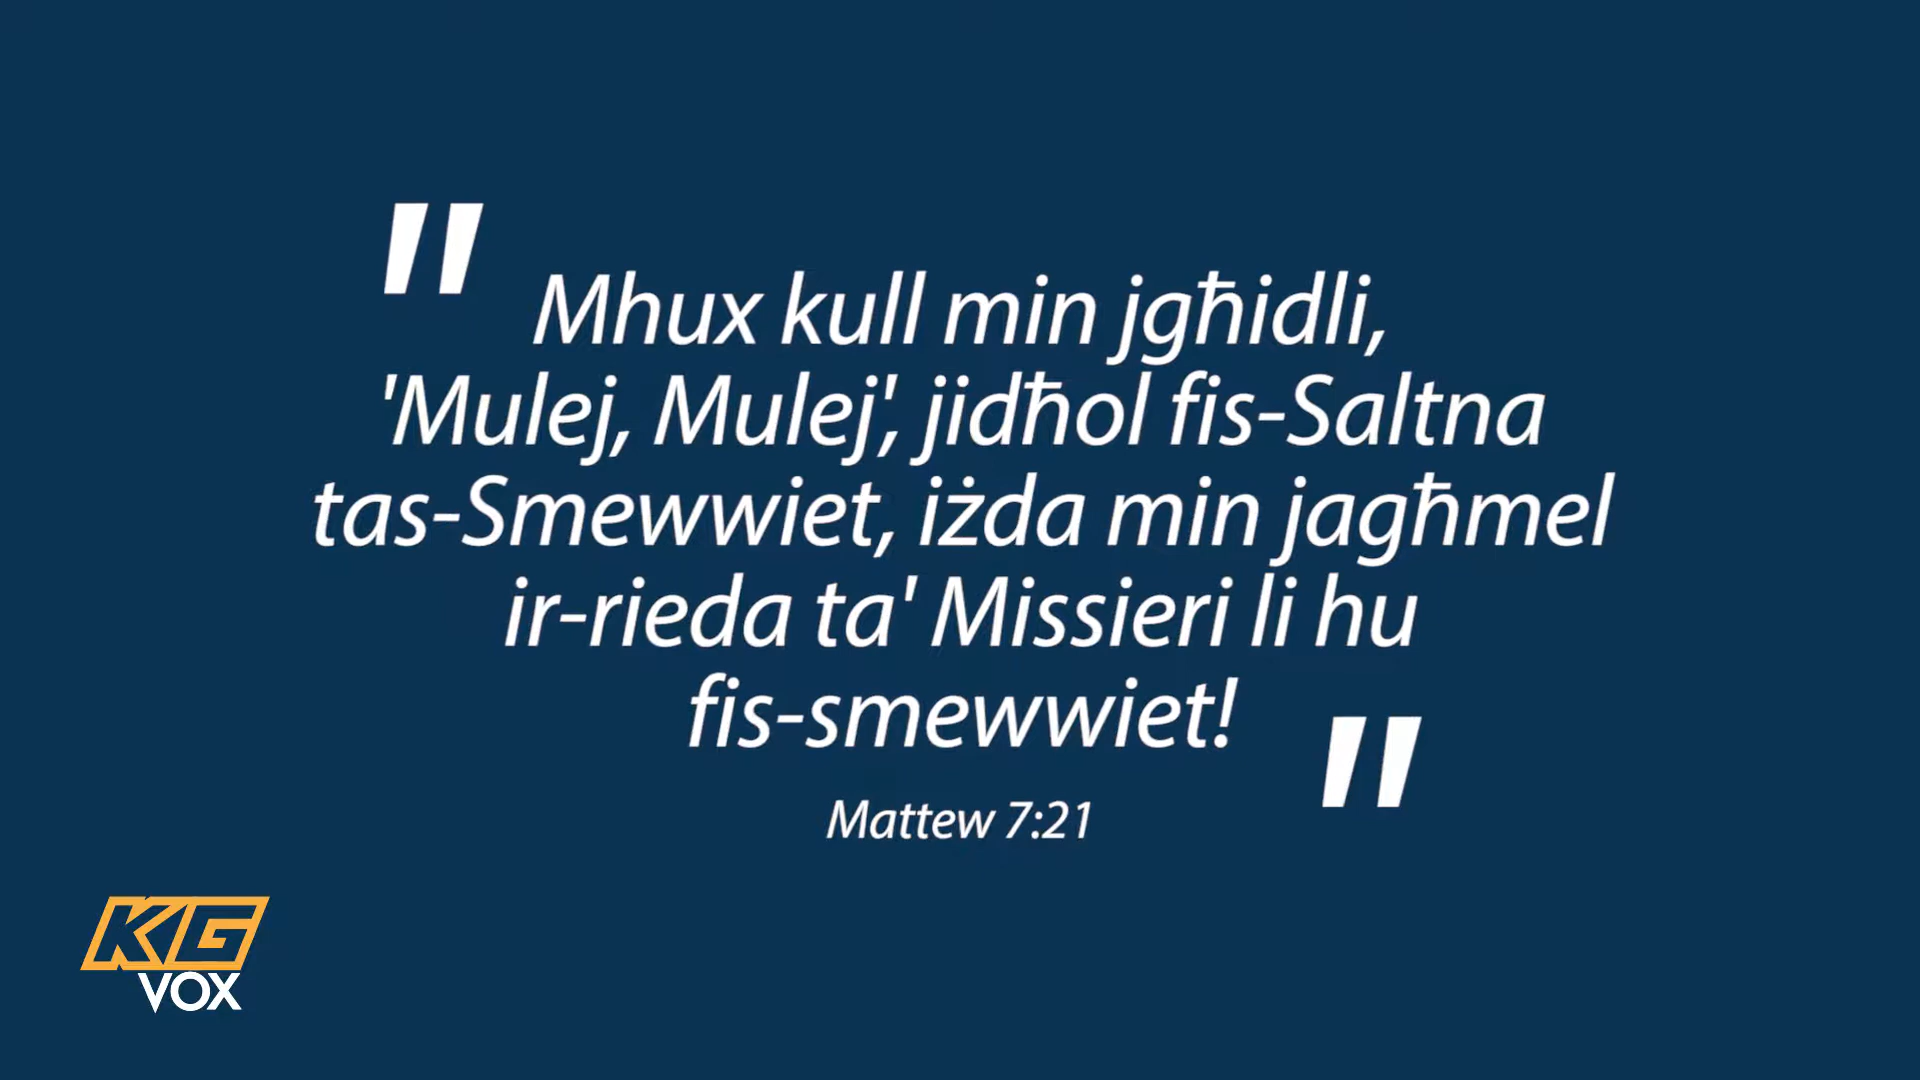 "Mhux kull min jgħidli,
'Mulej, Mulej', jidħol fis-Saltna
tas-Smewwiet, iżda min jagħmel
ir-rieda ta' Missieri li hu
fis-smewwiet!"
Mattew 7:21
KG
VOX